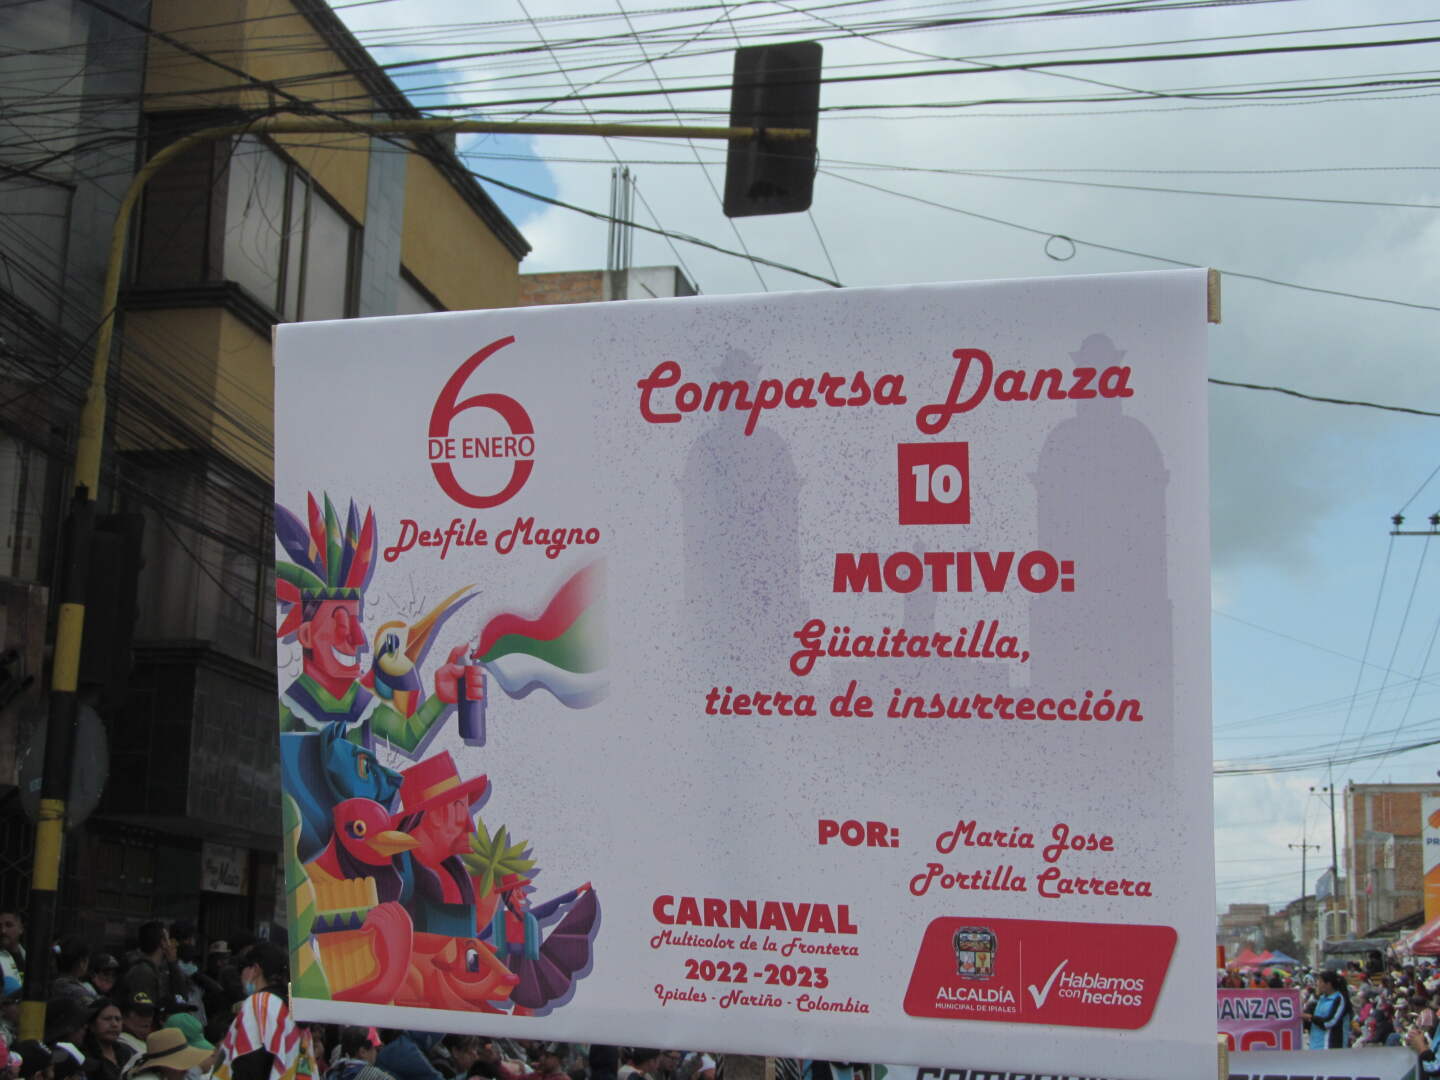 6
DE ENERO
Desfile Magno
Comparsa Danza
10
MOTIVO:
Güaitarilla,
tierra de insurrección
POR: María Jose
Portilla Carrera
CARNAVAL
Multicolor de la Frontera
2022 - 2023
Ipiales - Nariño - Colombia
ALCALDÍA
MUNICIPAL DE IPIALES
Hablamos
con hechos
DANZAS